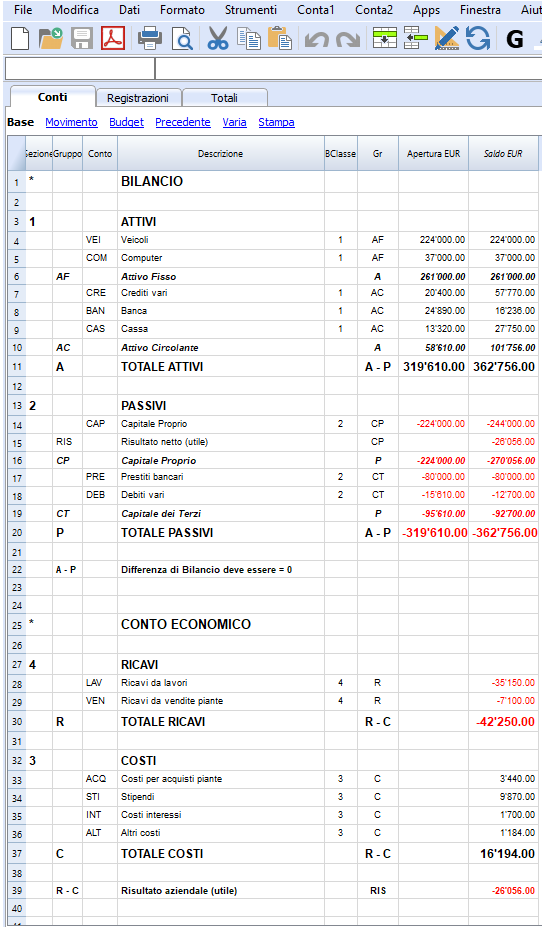 File Modifica Dati Formato Strumenti Conta1 Conta2 Apps Finestra Aiut
G
Conti Registrazioni Totali
Base Movimento Budget Precedente Varia Stampa
Sezione Gruppo Conto Descrizione BClasse Gr Apertura EUR Saldo EUR
1 * BILANCIO
2
3 1 ATTIVI
4 VEI Veicoli 1 AF 224'000.00 224'000.00
5 COM Computer 1 AF 37'000.00 37'000.00
6 AF Attivo Fisso A 261'000.00 261'000.00
7 CRE Crediti vari 1 AC 20'400.00 57'770.00
8 BAN Banca 1 AC 24'890.00 16'236.00
9 CAS Cassa 1 AC 13'320.00 27'750.00
10 AC Attivo Circolante A 58'610.00 101'756.00
11 A TOTALE ATTIVI A - P 319'610.00 362'756.00
12
13 2 PASSIVI
14 CAP Capitale Proprio 2 CP -224'000.00 -244'000.00
15 RIS Risultato netto (utile) CP -26'056.00
16 CP Capitale Proprio P -224'000.00 -270'056.00
17 PRE Prestiti bancari 2 CT -80'000.00 -80'000.00
18 DEB Debiti vari 2 CT -15'610.00 -12'700.00
19 CT Capitale dei Terzi P -95'610.00 -92'700.00
20 P TOTALE PASSIVI A - P -319'610.00 -362'756.00
21
22 A - P Differenza di Bilancio deve essere = 0
23
24
25 * CONTO ECONOMICO
26
27 4 RICAVI
28 LAV Ricavi da lavori 4 R -35'150.00
29 VEN Ricavi da vendite piante 4 R -7'100.00
30 R TOTALE RICAVI R - C -42'250.00
31
32 3 COSTI
33 ACQ Costi per acquisti piante 3 C 3'440.00
34 STI Stipendi 3 C 9'870.00
35 INT Costi interessi 3 C 1'700.00
36 ALT Altri costi 3 C 1'184.00
37 C TOTALE COSTI R - C 16'194.00
38
39 R - C Risultato aziendale (utile) RIS -26'056.00
40